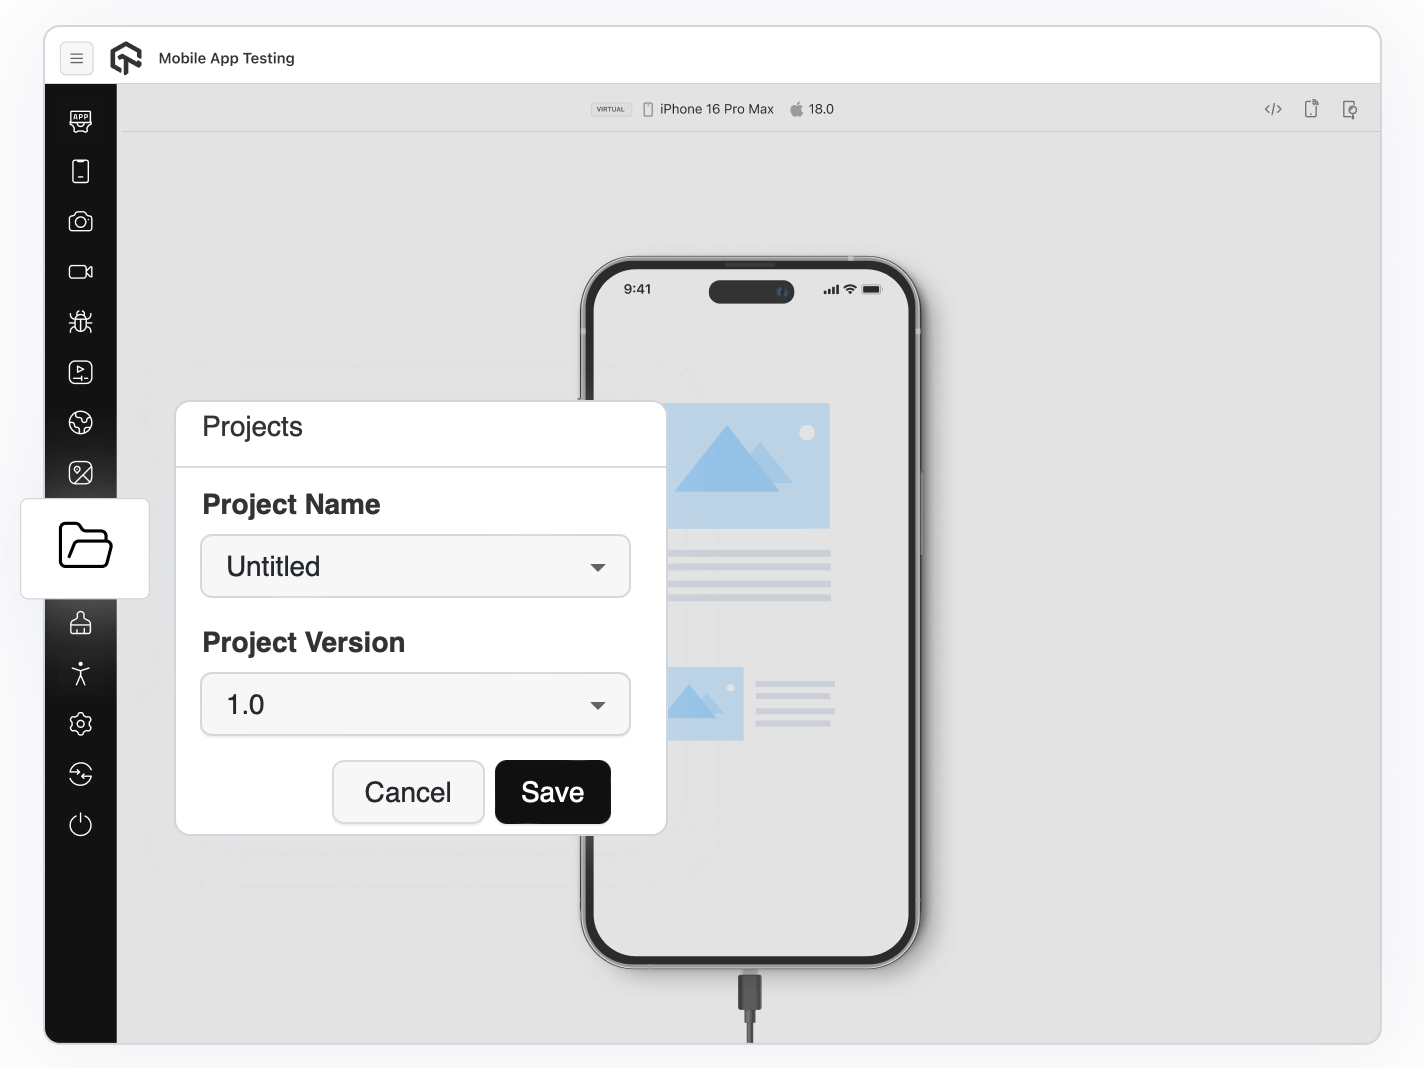 Mobile App Testing
VIRTUAL
iPhone 16 Pro Max
18.0
APP
9:41
Projects
Project Name
Untitled
Project Version
1.0
Cancel
Save